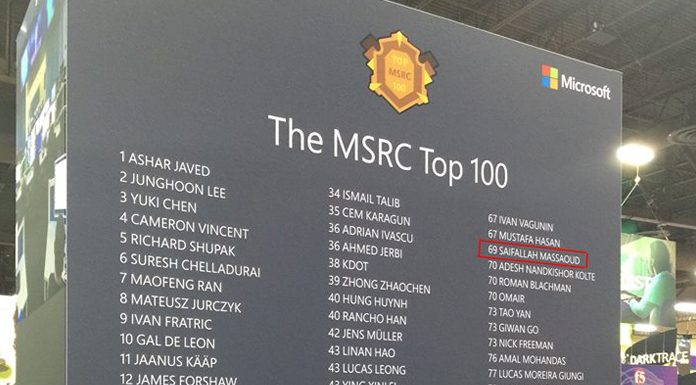 TOP
MSRC
100
Microsoft
The MSRC Top 100
1 ASHAR JAVED
2 JUNGHOON LEE
3 YUKI CHEN
4 CAMERON VINCENT
5 RICHARD SHUPAK
6 SURESH CHELLADURAI
7 MAOFENG RAN
8 MATEUSZ JURCZYK
9 IVAN FRATRIC
10 GAL DE LEON
11 JAANUS KÄÄP
12 JAMES FORSHAW
34 ISMAIL TALIB
35 CEM KARAGUN
36 ADRIAN IVASCU
36 AHMED JERBI
38 KDOT
39 ZHONG ZHAOCHEN
40 HUNG HUYNH
40 RANCHO HAN
42 JENS MÜLLER
43 LINAN HAO
43 LUCAS LEONG
67 IVAN VAGUNIN
67 MUSTAFA HASAN
69 SAIFALLAH MASSAOUD
70 ADESH NANDKISHOR KOLTE
70 ROMAN BLACHMAN
70 OMAIR
73 TAO YAN
73 GIWAN GO
73 NICK FREEMAN
76 AMAL MOHANDAS
77 LUCAS MOREIRA GIUNGI
DARKTRACE